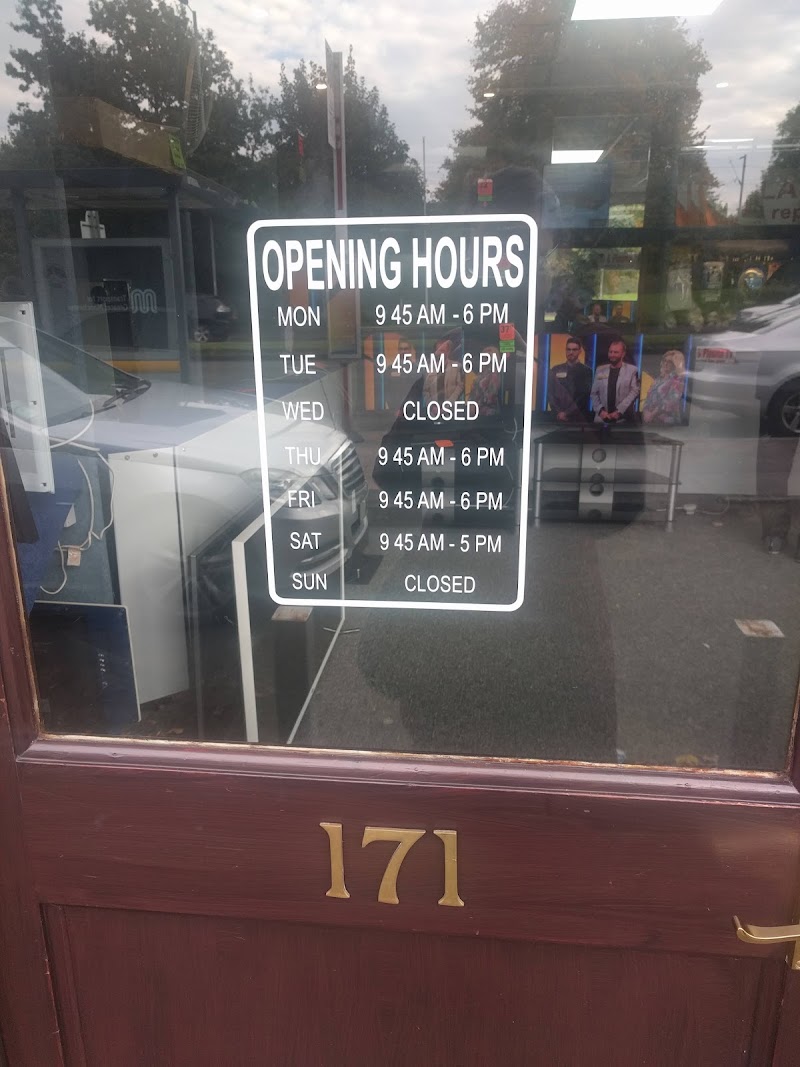 OPENING HOURS
MON 9 45 AM - 6 PM
TUE 9 45 AM - 6 PM
WED CLOSED
THU 9 45 AM - 6 PM
FRI 9 45 AM - 6 PM
SAT 9 45 AM - 5 PM
SUN CLOSED
171